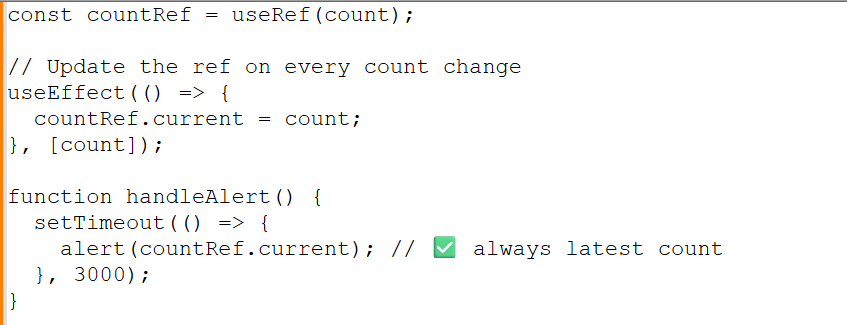 const countRef = useRef(count);

// Update the ref on every count change
useEffect(() => {
  countRef.current = count;
}, [count]);

function handleAlert() {
  setTimeout(() => {
    alert(countRef.current); // ✅ always latest count
  }, 3000);
}